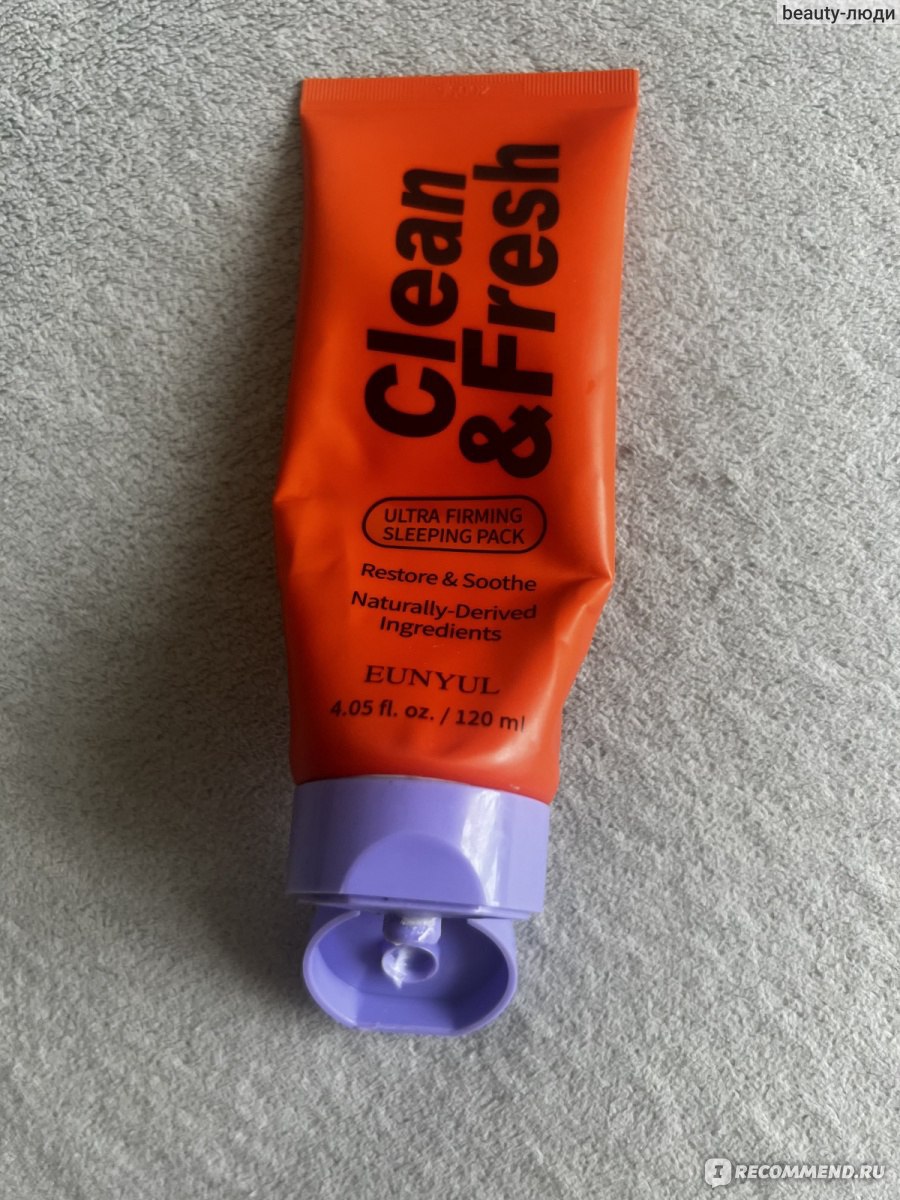 beauty-люди
Clean
&Fresh
ULTRA FIRMING
SLEEPING PACK
Restore & Soothe
Naturally-Derived
Ingredients
EUNYUL
4.05 fl. oz. / 120 ml
I RECOMMEND.RU